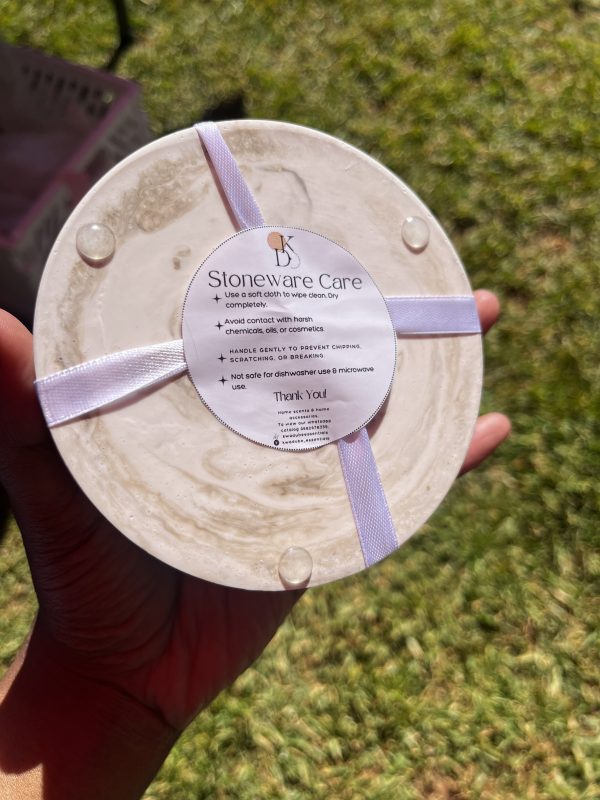 KDS
Stoneware Care
Use a soft cloth to wipe clean. Dry
completely.
Avoid contact with harsh
chemicals, oils, or cosmetics.
HANDLE GENTLY TO PREVENT CHIPPING,
SCRATCHING, OR BREAKING.
Not safe for dishwasher use & microwave
use.
Thank You!
Home scents & home
accessories.
To view our whatsapp
catalog